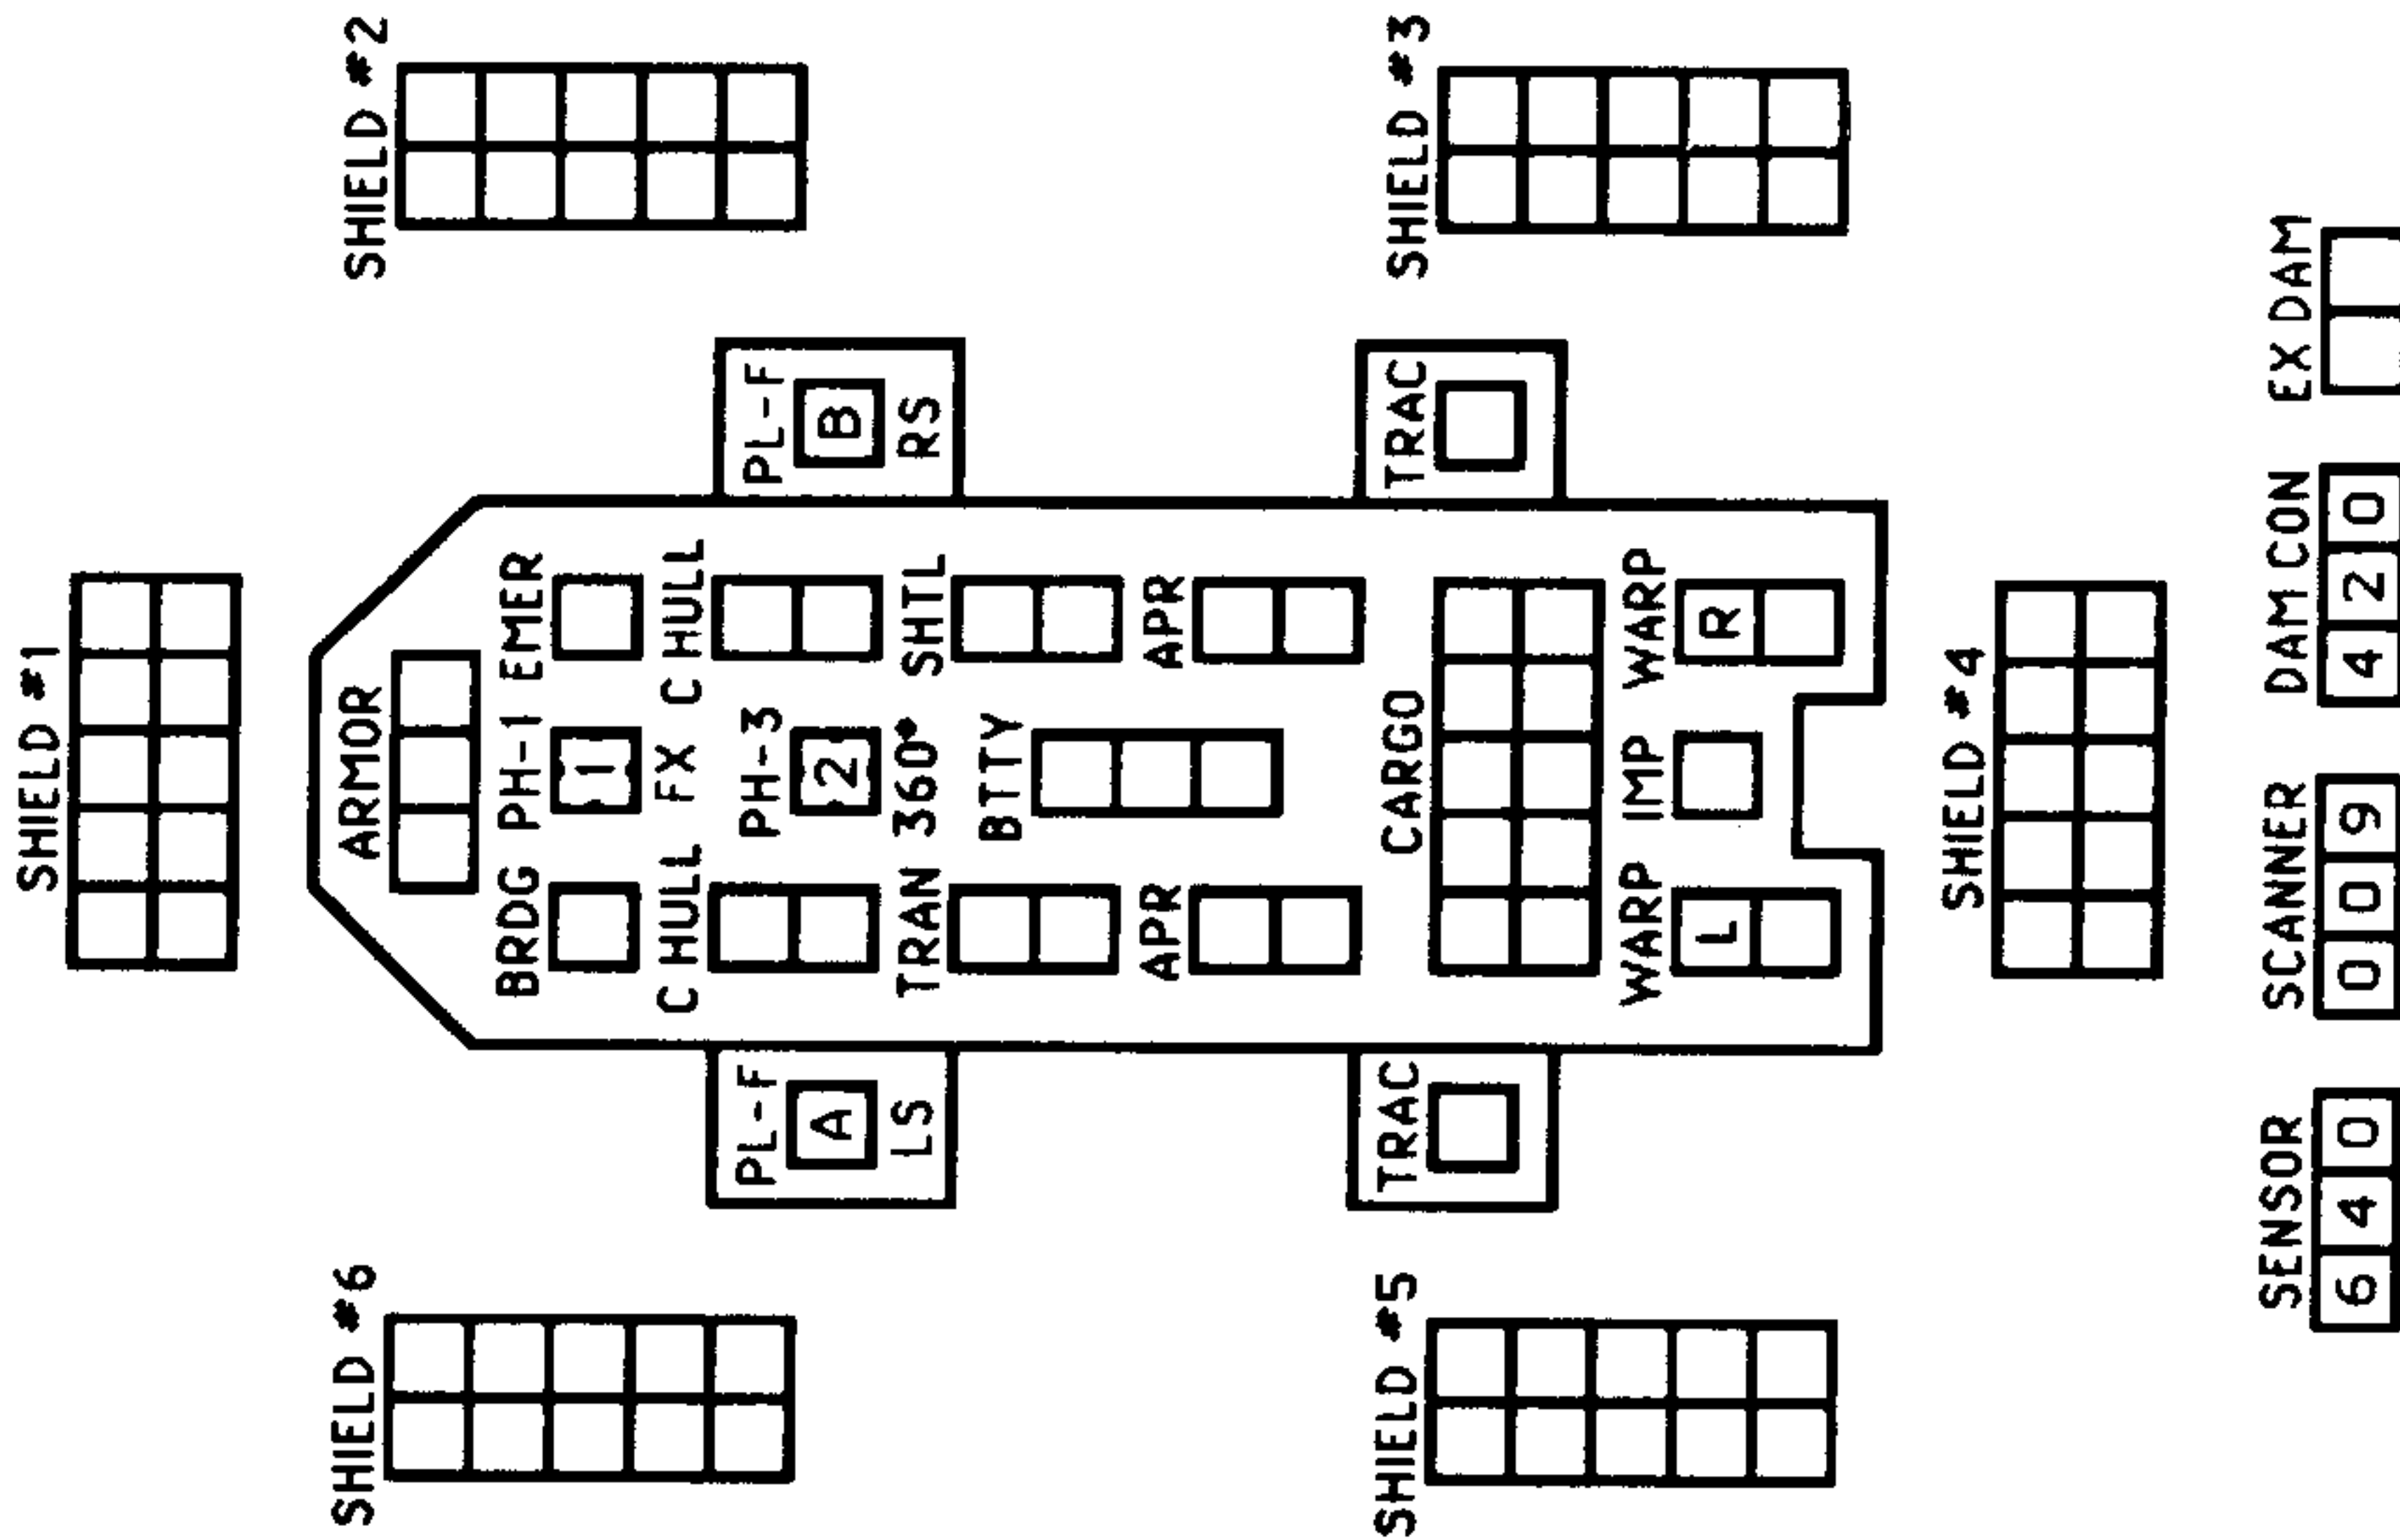 SHIELD #1
SHIELD #6
SHIELD #2
ARMOR
BRDG PH-1 EMER
1
C HULL FX C HULL
PL-F
A
LS
PH-3
2
PL-F
B
RS
TRAN 360° SHTL
BTTY
APR APR
SHIELD #5
TRAC
CARGO
TRAC
SHIELD #3
WARP IMP WARP
L R
SHIELD #4
SENSOR SCANNER DAM CON EX DAM
6 4 0 0 0 9 4 2 0